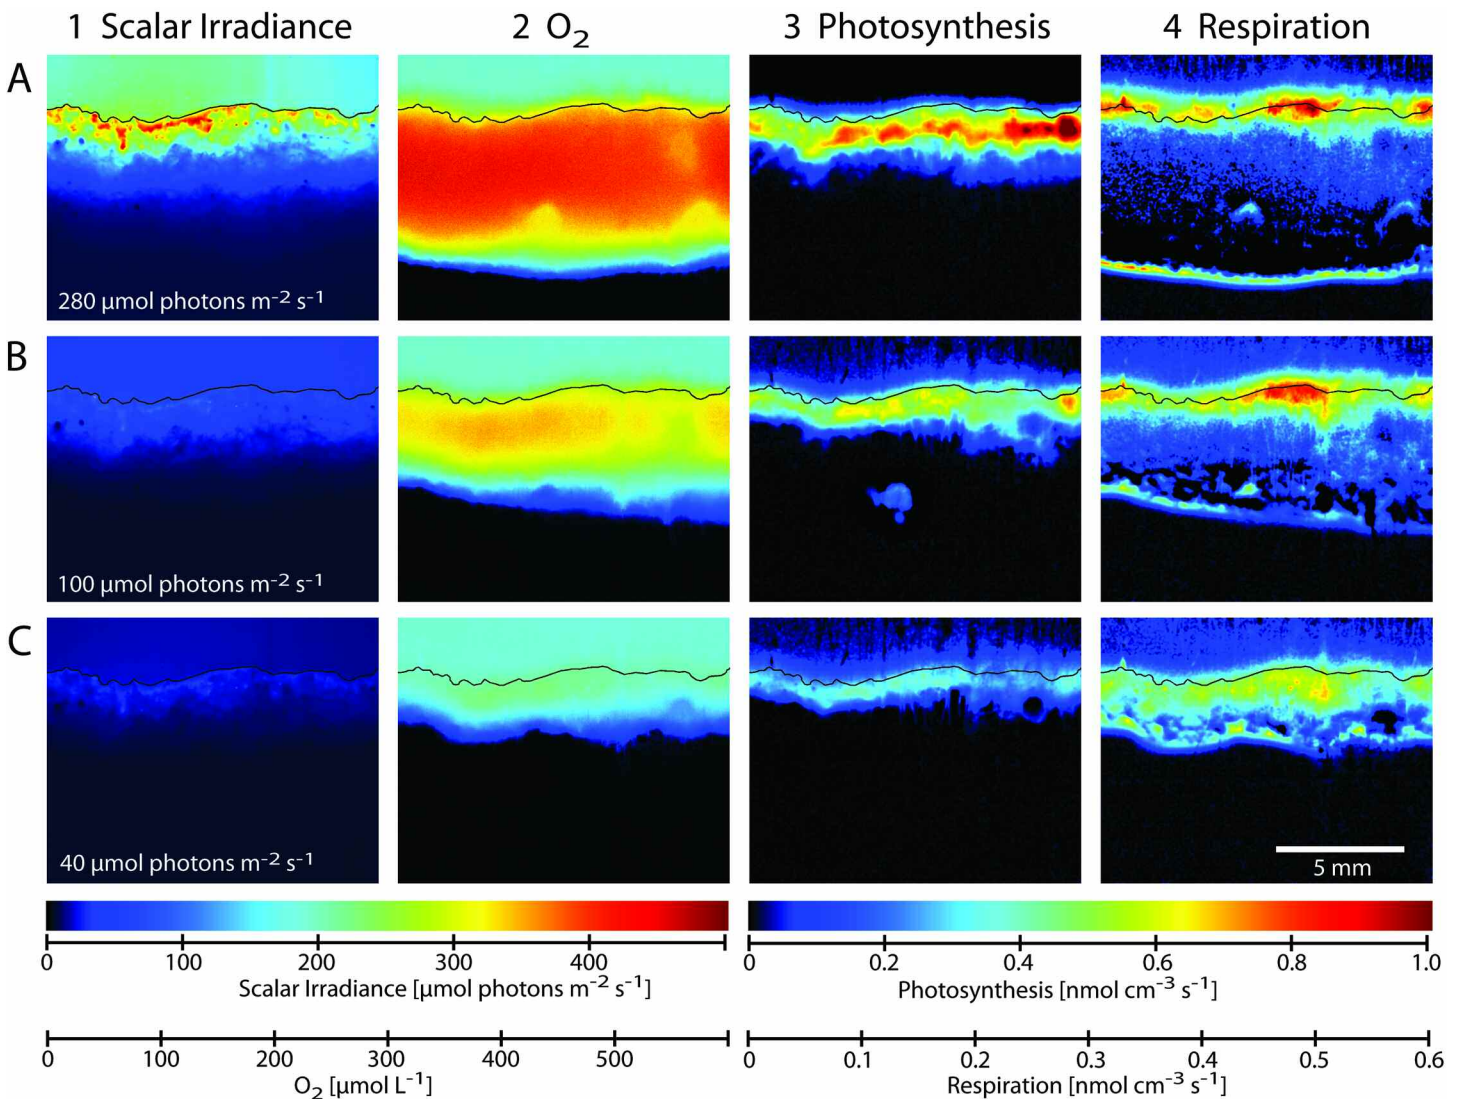 1 Scalar Irradiance 2 O₂ 3 Photosynthesis 4 Respiration
A
280 µmol photons m⁻² s⁻¹
B
100 µmol photons m⁻² s⁻¹
C
40 µmol photons m⁻² s⁻¹
5 mm
0 100 200 300 400
Scalar Irradiance [µmol photons m⁻² s⁻¹]
0 0.2 0.4 0.6 0.8 1.0
Photosynthesis [nmol cm⁻³ s⁻¹]
0 100 200 300 400 500
O₂ [µmol L⁻¹]
0 0.1 0.2 0.3 0.4 0.5 0.6
Respiration [nmol cm⁻³ s⁻¹]